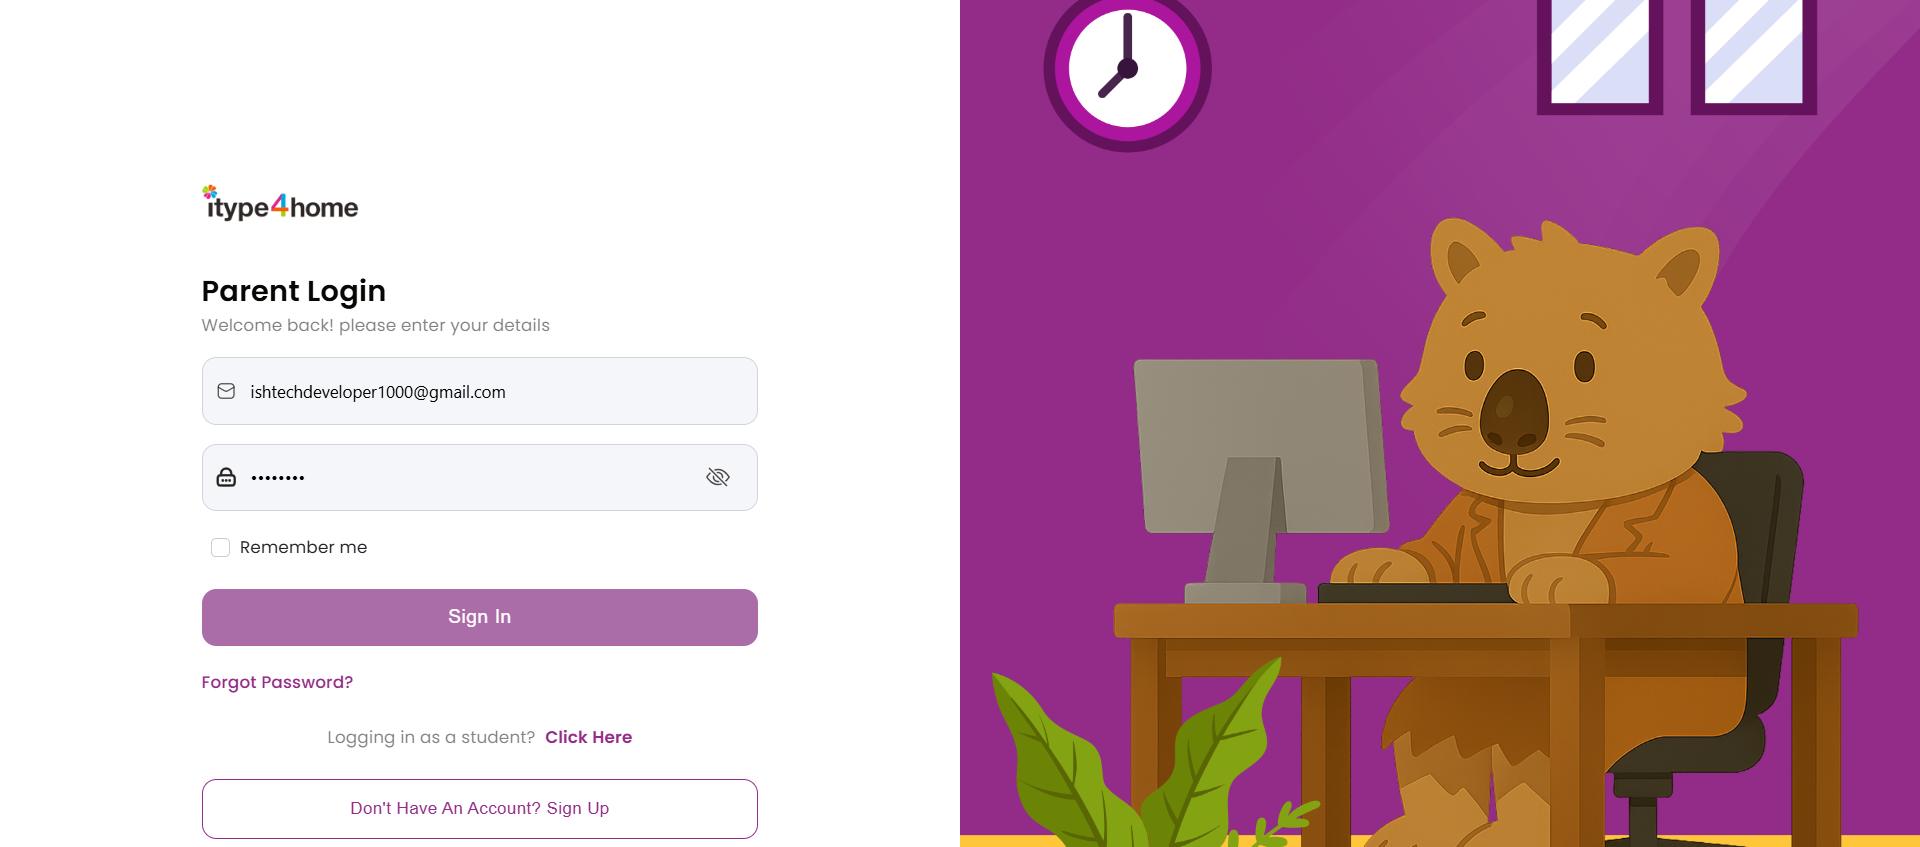 itype4home
Parent Login
Welcome back! please enter your details
ishtechdeveloper1000@gmail.com
••••••••
Remember me
Sign In
Forgot Password?
Logging in as a student? Click Here
Don't Have An Account? Sign Up